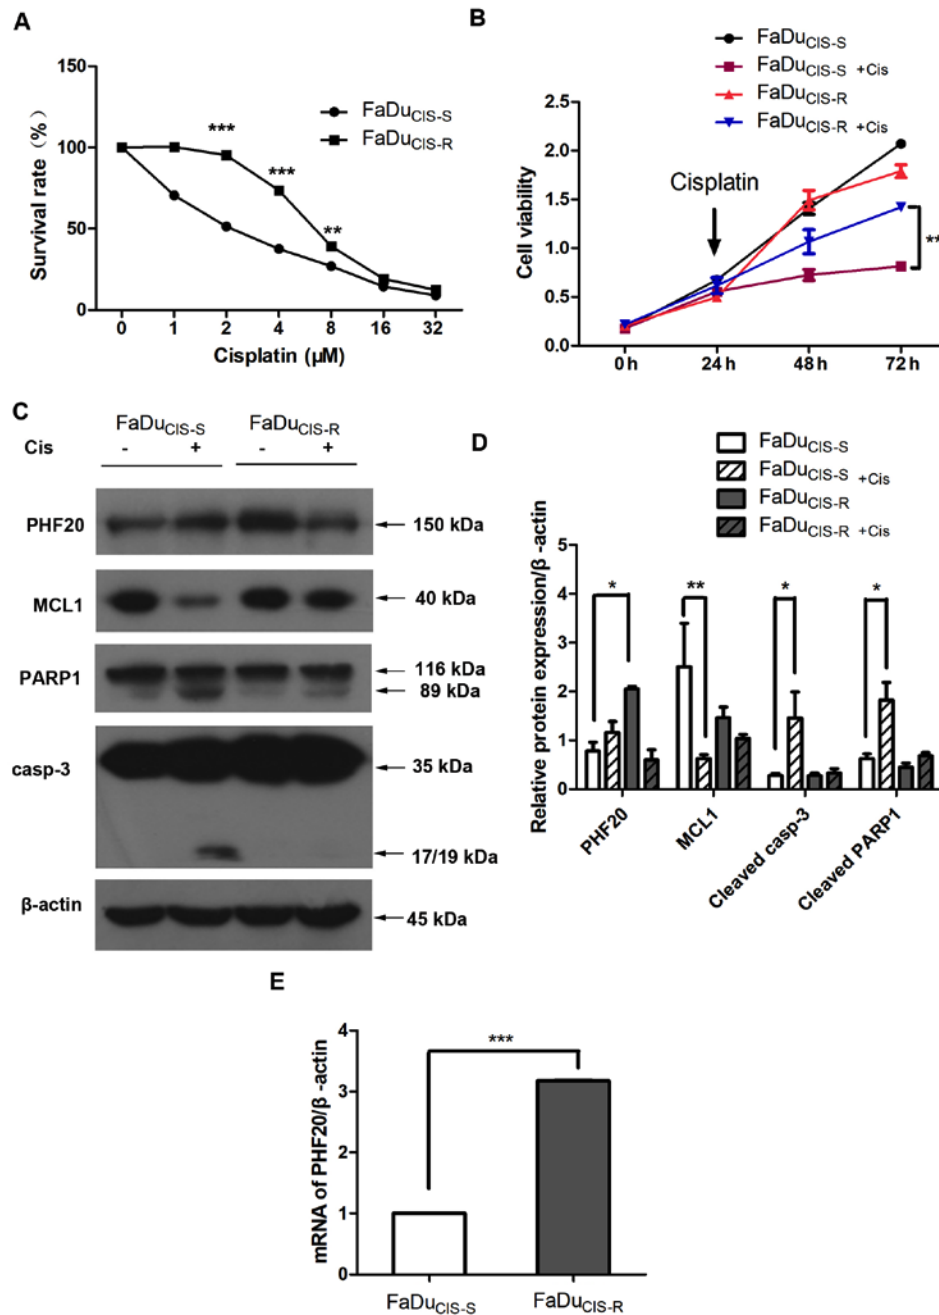 A
150
100
50
0
Survival rate (%)
***
***
**
FaDuCIS-S
FaDuCIS-R
0 1 2 4 8 16 32
Cisplatin (µM)
B
FaDuCIS-S
FaDuCIS-S +Cis
FaDuCIS-R
FaDuCIS-R +Cis
2.5
2.0
1.5
1.0
0.5
0.0
Cell viability
Cisplatin
**
0h 24h 48h 72h
C
FaDuCIS-S FaDuCIS-R
Cis - + - +
PHF20 150 kDa
MCL1 40 kDa
PARP1 116 kDa
89 kDa
casp-3 35 kDa
17/19 kDa
β-actin 45 kDa
D
FaDuCIS-S
FaDuCIS-S +Cis
FaDuCIS-R
FaDuCIS-R +Cis
Relative protein expression/β -actin
5
4
3
2
1
0
* ** * *
PHF20 MCL1 Cleaved casp-3 Cleaved PARP1
E
mRNA of PHF20/β -actin
4
3
2
1
0
***
FaDuCIS-S FaDuCIS-R